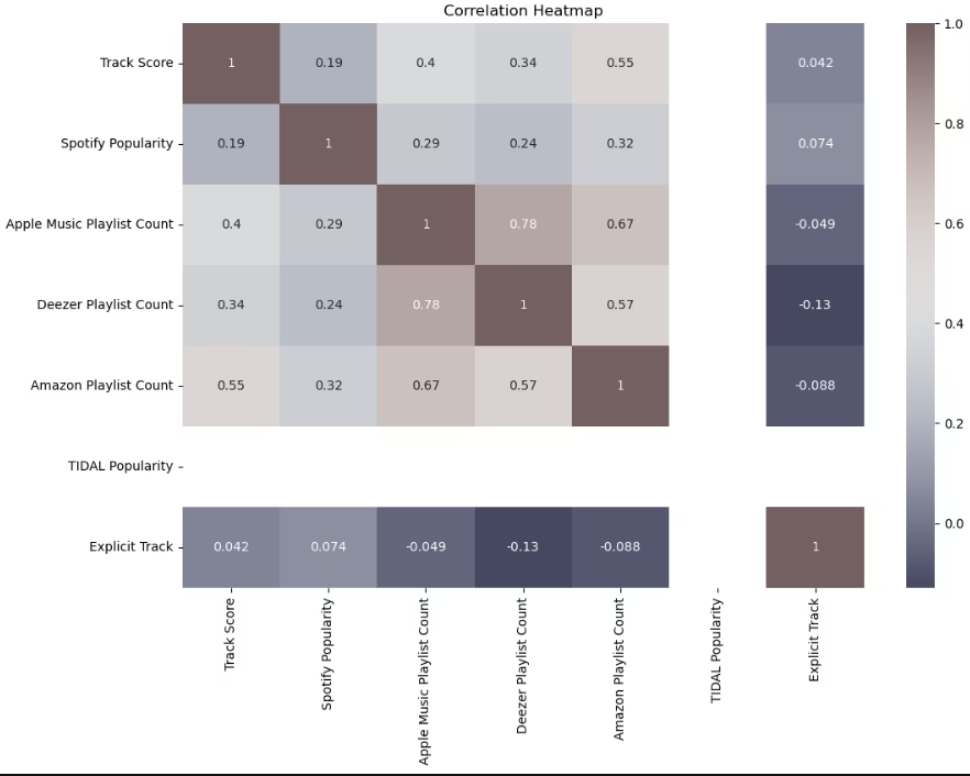 Correlation Heatmap
Track Score 1 0.19 0.4 0.34 0.55 0.042
Spotify Popularity 0.19 1 0.29 0.24 0.32 0.074
Apple Music Playlist Count 0.4 0.29 1 0.78 0.67 -0.049
Deezer Playlist Count 0.34 0.24 0.78 1 0.57 -0.13
Amazon Playlist Count 0.55 0.32 0.67 0.57 1 -0.088
TIDAL Popularity
Explicit Track 0.042 0.074 -0.049 -0.13 -0.088 1
Track Score
Spotify Popularity
Apple Music Playlist Count
Deezer Playlist Count
Amazon Playlist Count
TIDAL Popularity
Explicit Track
1.0
0.8
0.6
0.4
0.2
0.0